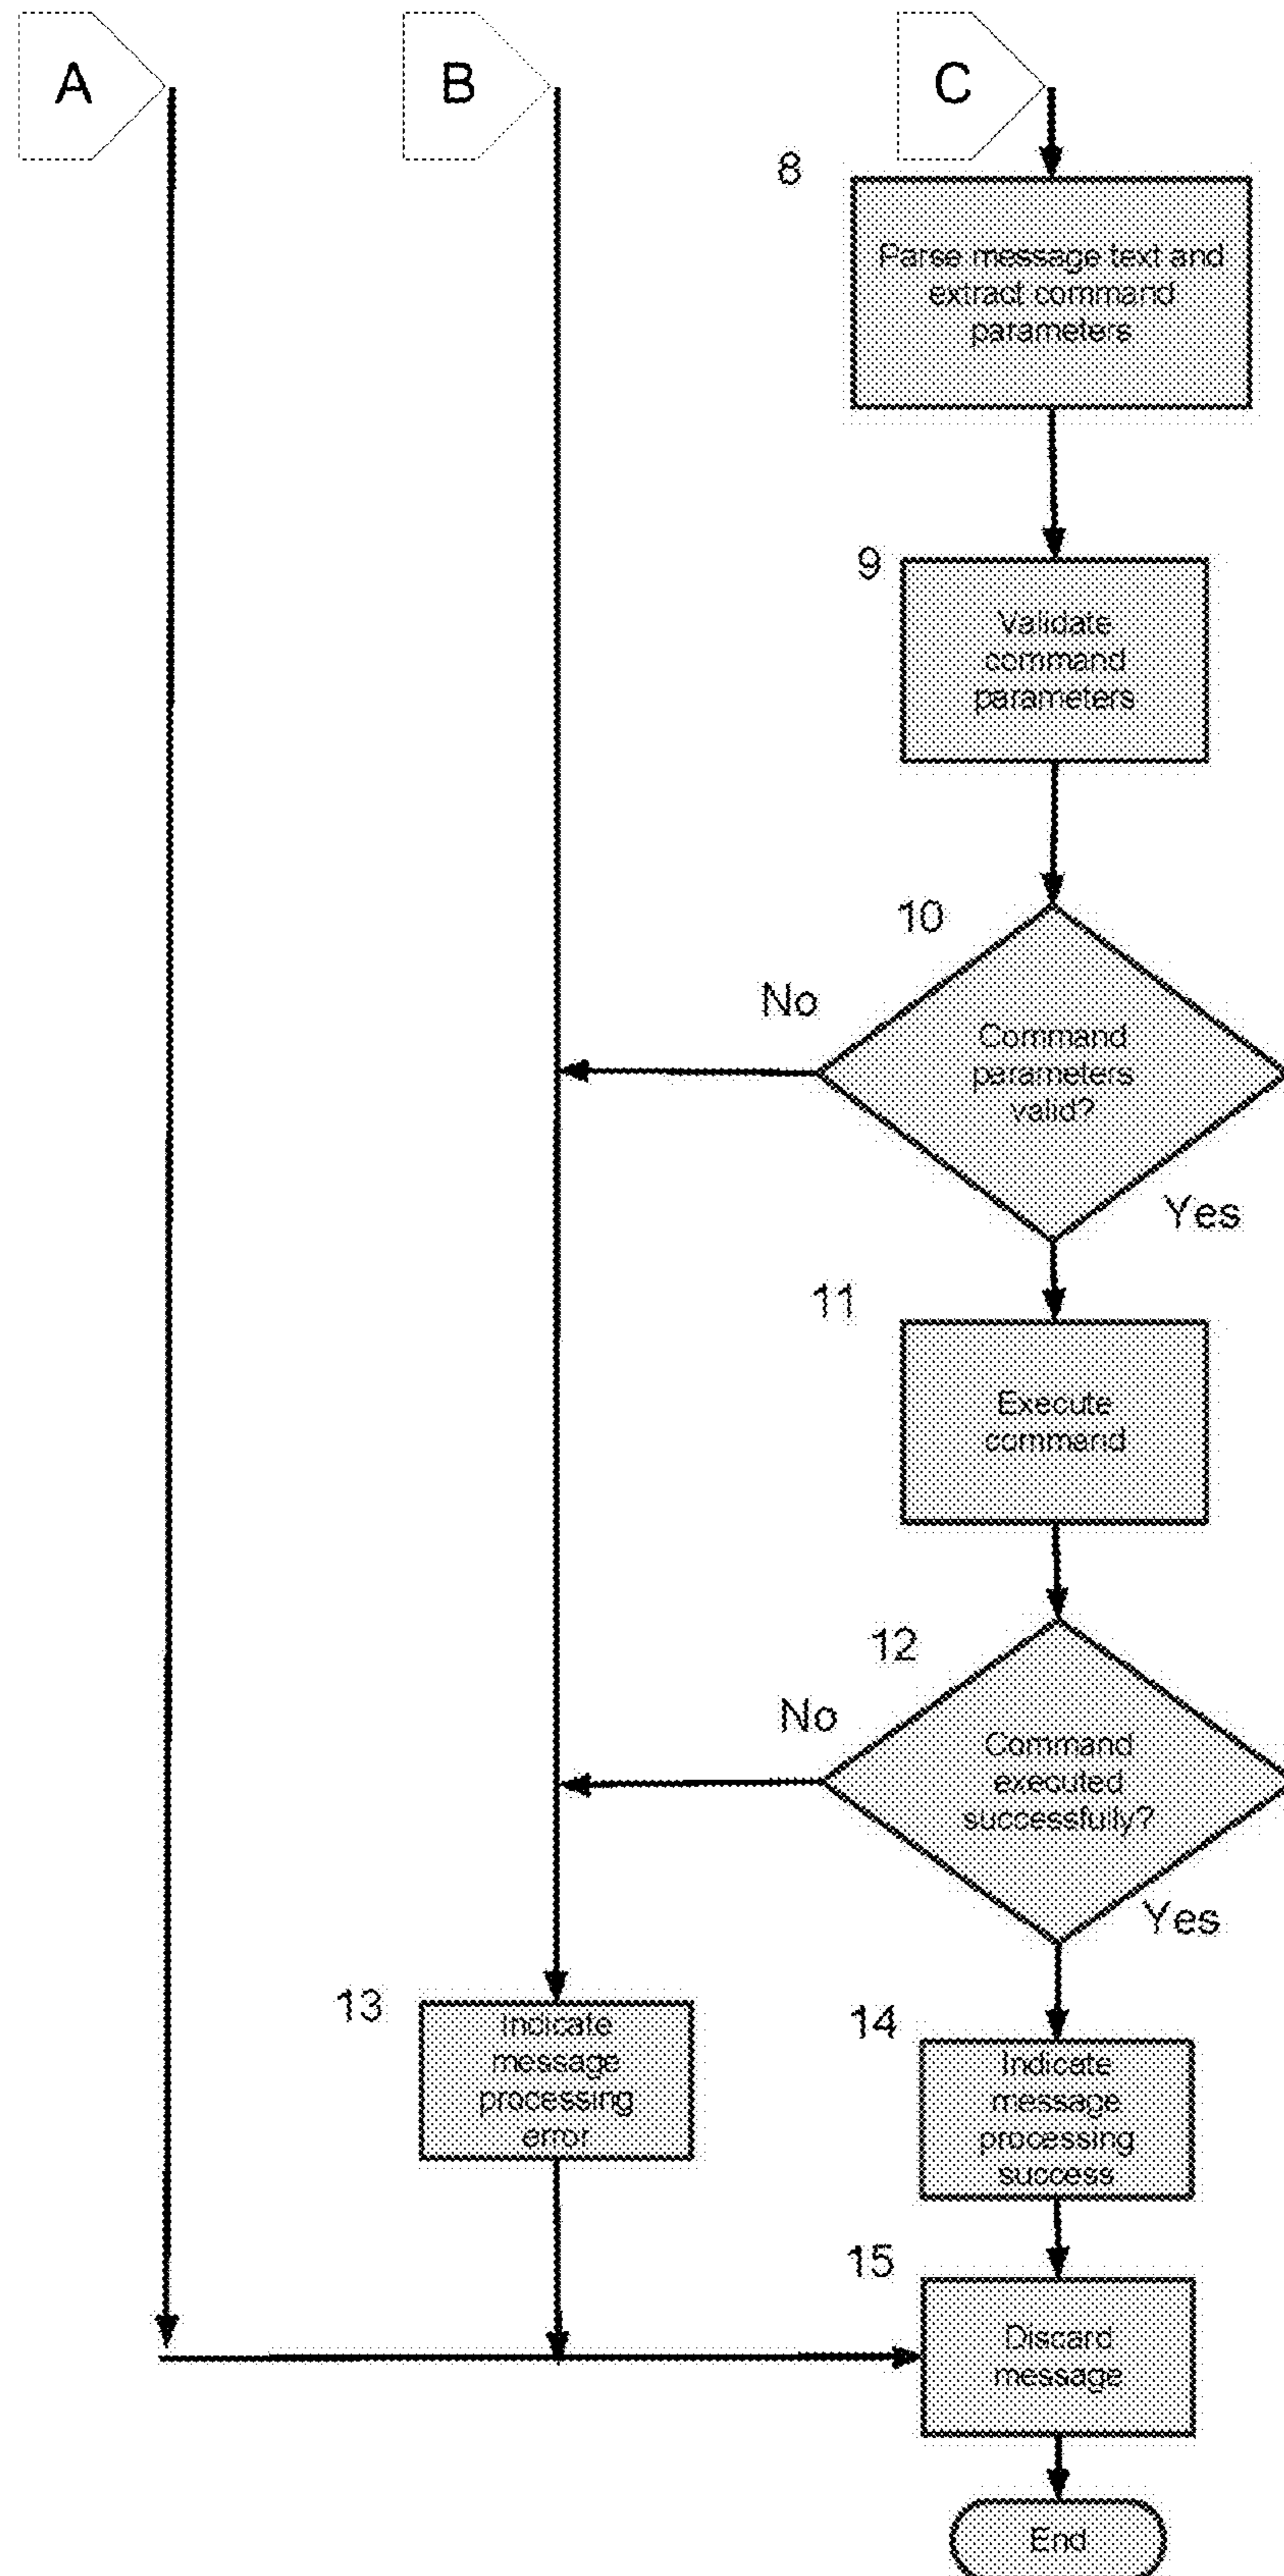 A
B
C
8
Parse message text and
extract command
parameters
9
Validate
command
parameters
10
No
Command
parameters
valid?
Yes
11
Execute
command
12
No
Command
executed
successfully?
Yes
13
Indicate
message
processing
error
14
Indicate
message
processing
success
15
Discard
message
End